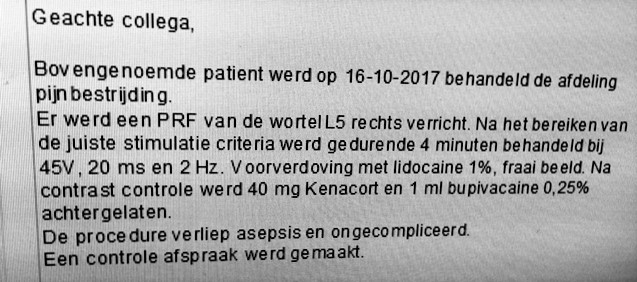 Geachte collega,
Bovengenoemde patient werd op 16-10-2017 behandeld de afdeling
pijnbestrijding.
Er werd een PRF van de wortel L5 rechts verricht. Na het bereiken van
de juiste stimulatie criteria werd gedurende 4 minuten behandeld bij
45V, 20 ms en 2 Hz. Voorverdoving met lidocaine 1%, fraai beeld. Na
contrast controle werd 40 mg Kenacort en 1 ml bupivacaine 0,25%
achtergelaten.
De procedure verliep asepsis en ongecompliceerd.
Een controle afspraak werd gemaakt.